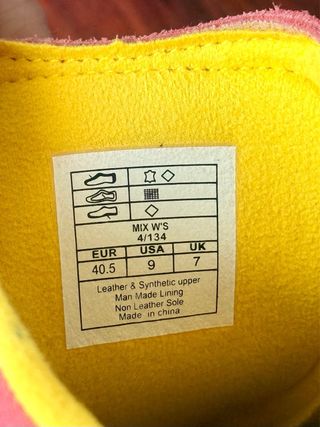 MIX W'S
4/134
EUR USA UK
40.5 9 7
Leather & Synthetic upper
Man Made Lining
Non Leather Sole
Made in china